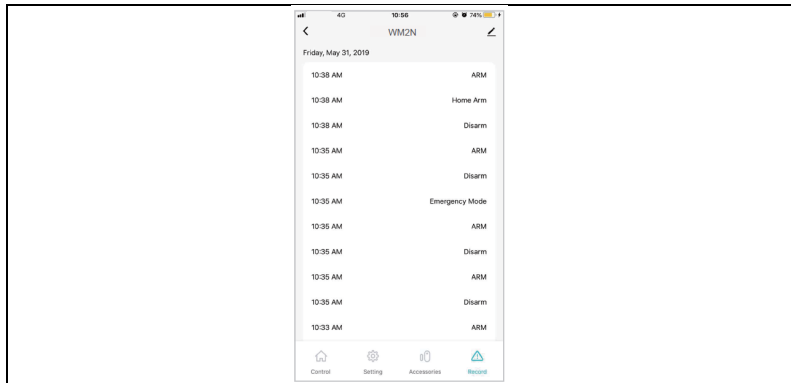 4G 10:56 74%
WM2N
Friday, May 31, 2019
10:38 AM ARM
10:38 AM Home Arm
10:38 AM Disarm
10:35 AM ARM
10:35 AM Disarm
10:35 AM Emergency Mode
10:35 AM ARM
10:35 AM Disarm
10:35 AM ARM
10:35 AM Disarm
10:33 AM ARM
Control Setting Accessories Record